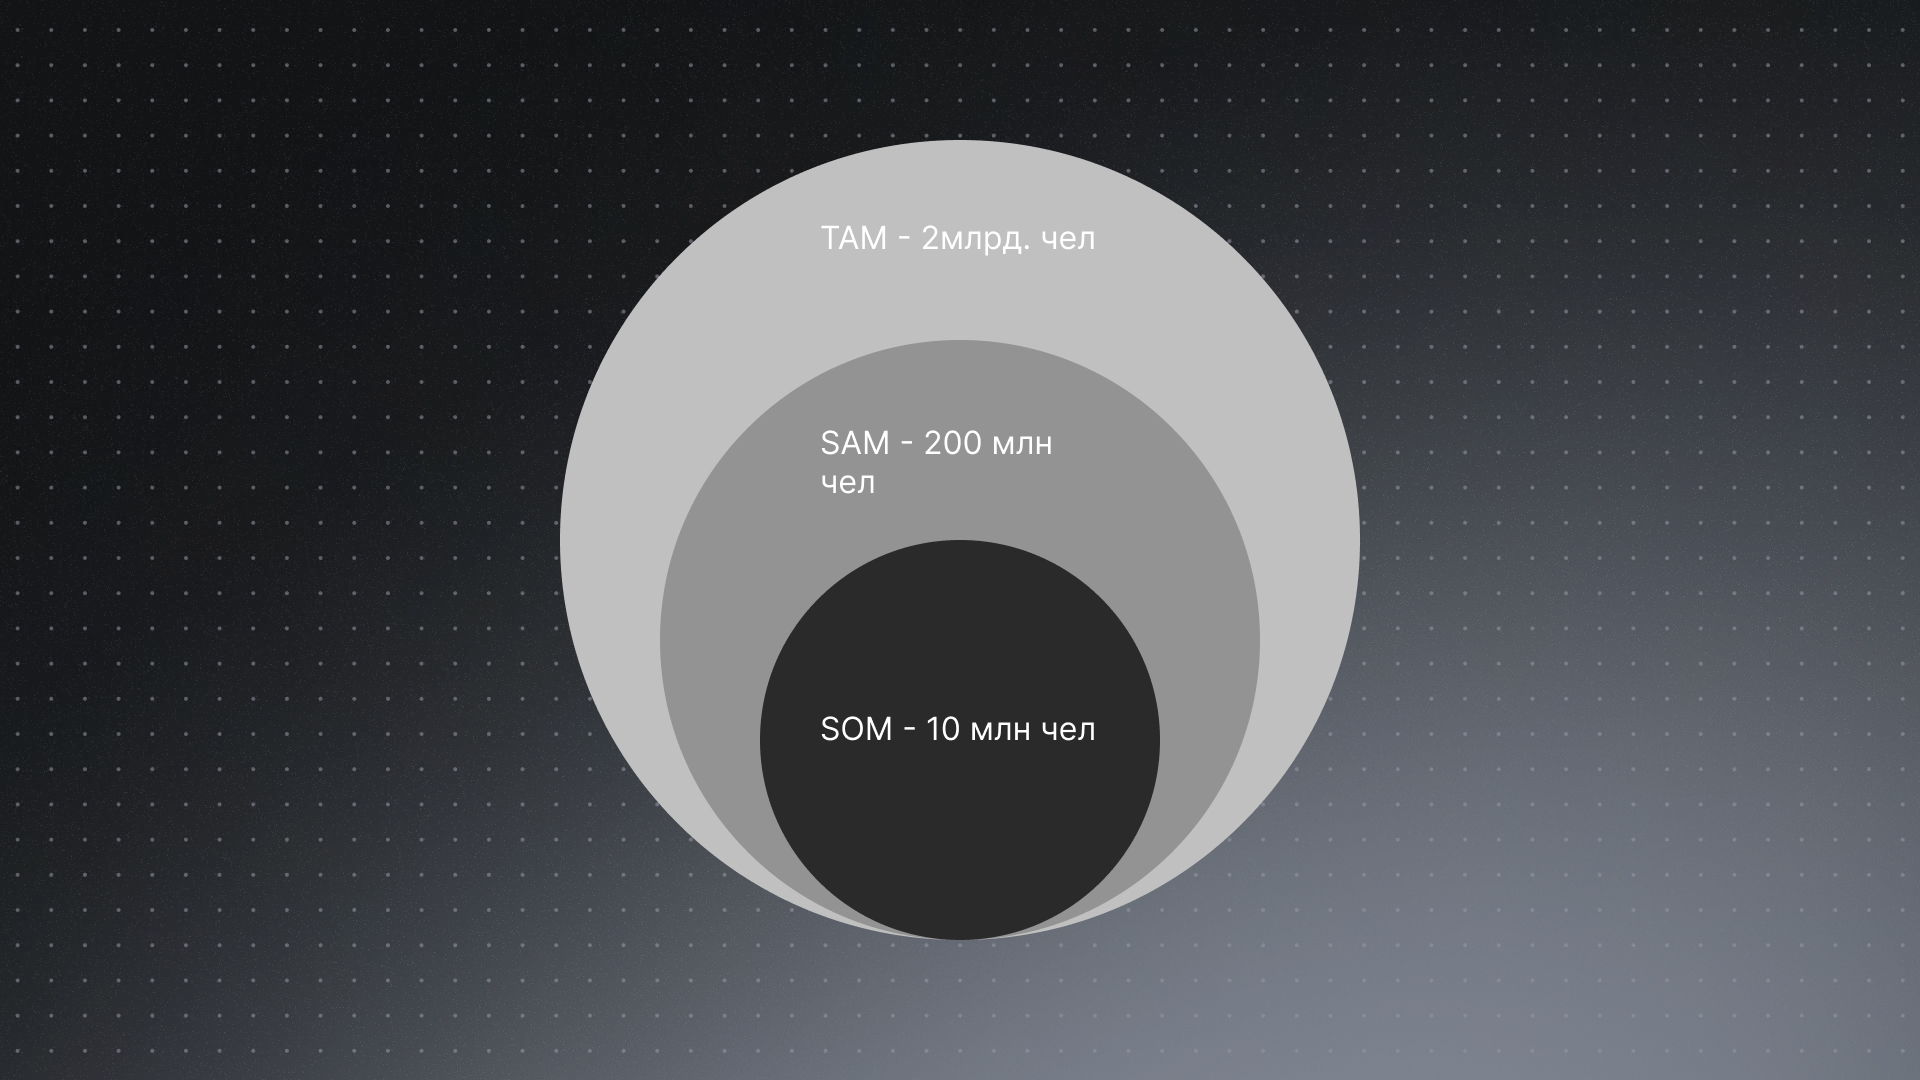 TAM - 2млрд. чел
SAM - 200 млн
чел
SOM - 10 млн чел